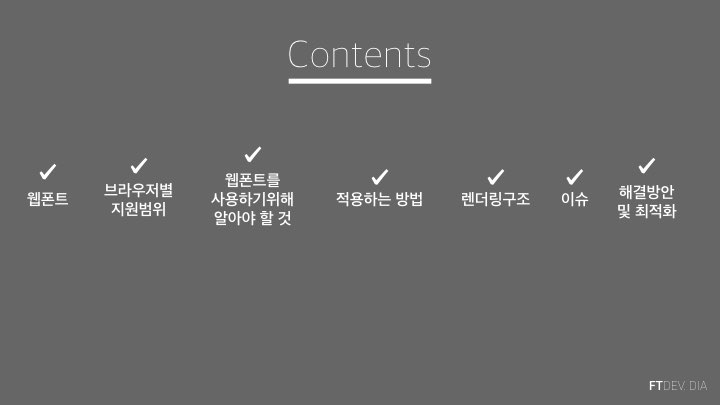 Contents
웹폰트
브라우저별
지원범위
웹폰트를
사용하기위해
알아야 할 것
적용하는 방법
렌더링구조
이슈
해결방안
및 최적화
FTDEV. DIA